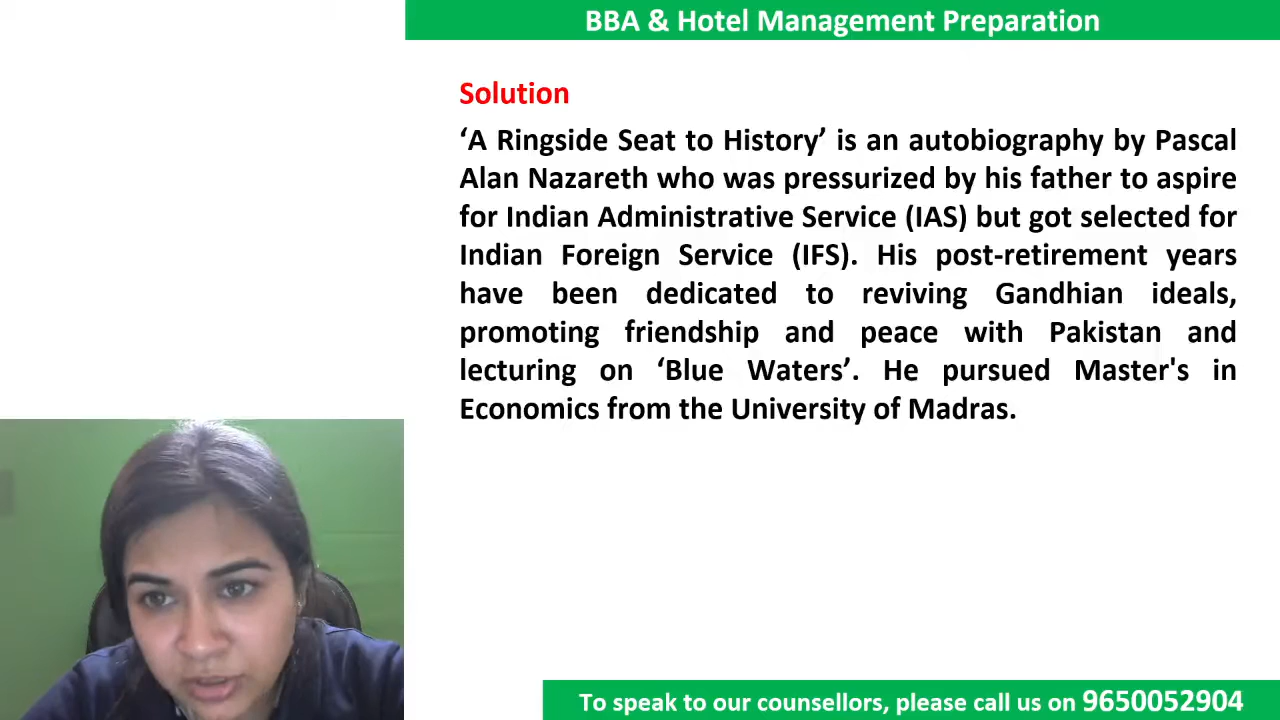 BBA & Hotel Management Preparation
Solution
‘A Ringside Seat to History’ is an autobiography by Pascal
Alan Nazareth who was pressurized by his father to aspire
for Indian Administrative Service (IAS) but got selected for
Indian Foreign Service (IFS). His post-retirement years
have been dedicated to reviving Gandhian ideals,
promoting friendship and peace with Pakistan and
lecturing on ‘Blue Waters’. He pursued Master's in
Economics from the University of Madras.
To speak to our counsellors, please call us on 9650052904